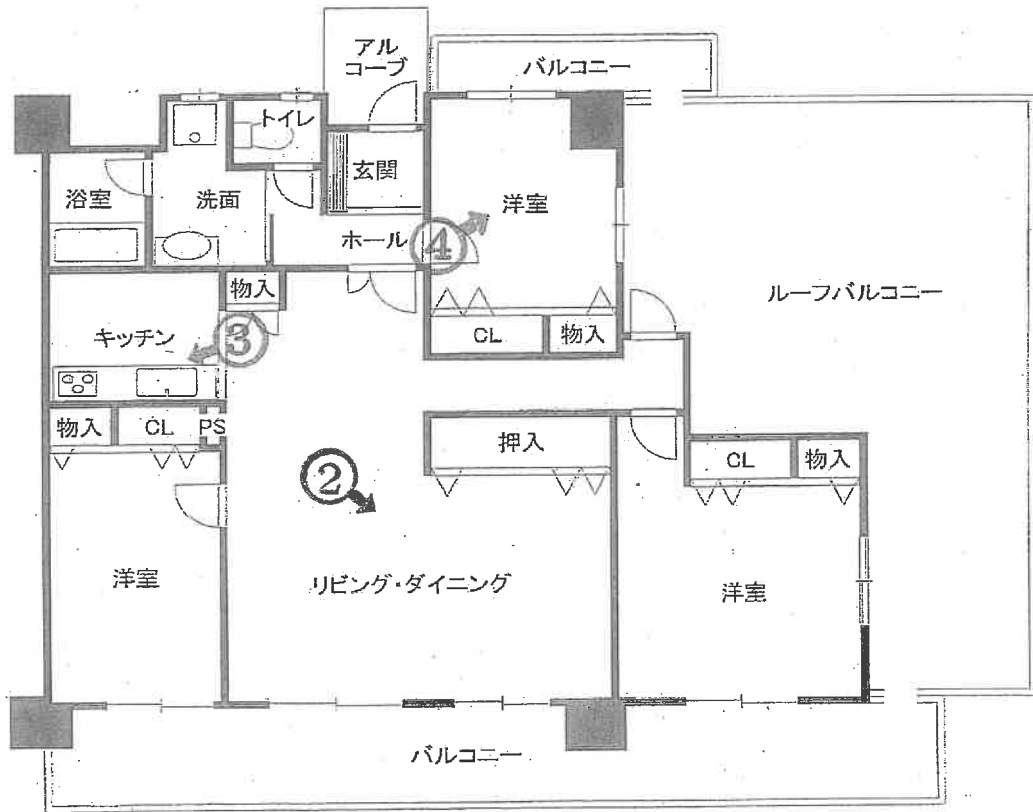 アル
コーブ
バルコニー
トイレ
玄関
浴室
洗面
洋室
ホール
④
物入
ルーフバルコニー
キッチン
③
CL
物入
物入
CL
PS
押入
CL
物入
②
洋室
リビング・ダイニング
洋室
バルコニー